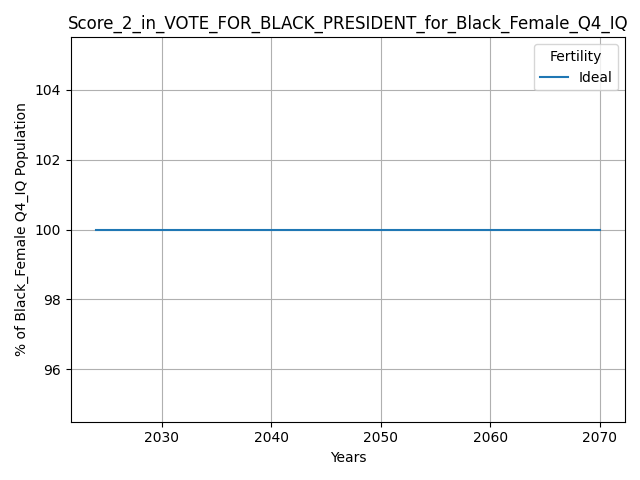 Score_2_in_VOTE_FOR_BLACK_PRESIDENT_for_Black_Female_Q4_IQ
Fertility
Ideal
% of Black_Female Q4_IQ Population
104
102
100
98
96
2030 2040 2050 2060 2070
Years